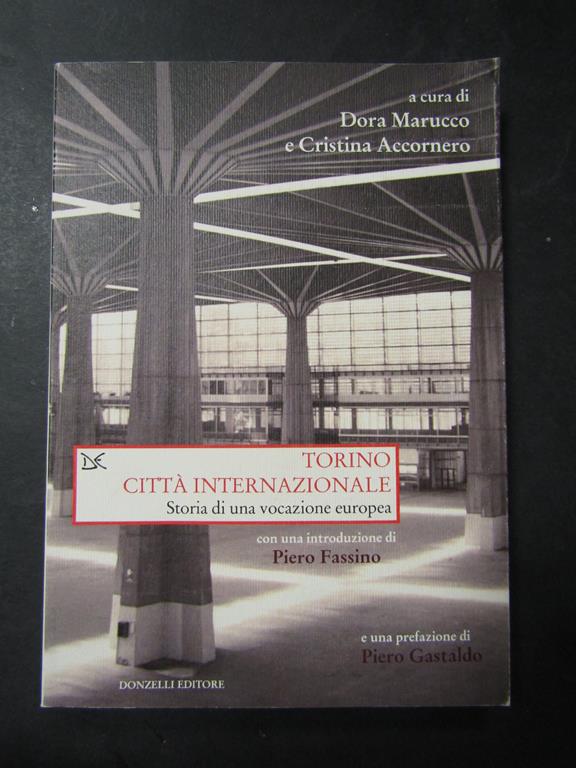 a cura di
Dora Marucco
e Cristina Accornero
DE
TORINO
CITTÀ INTERNAZIONALE
Storia di una vocazione europea
con una introduzione di
Piero Fassino
e una prefazione di
Piero Gastaldo
DONZELLI EDITORE